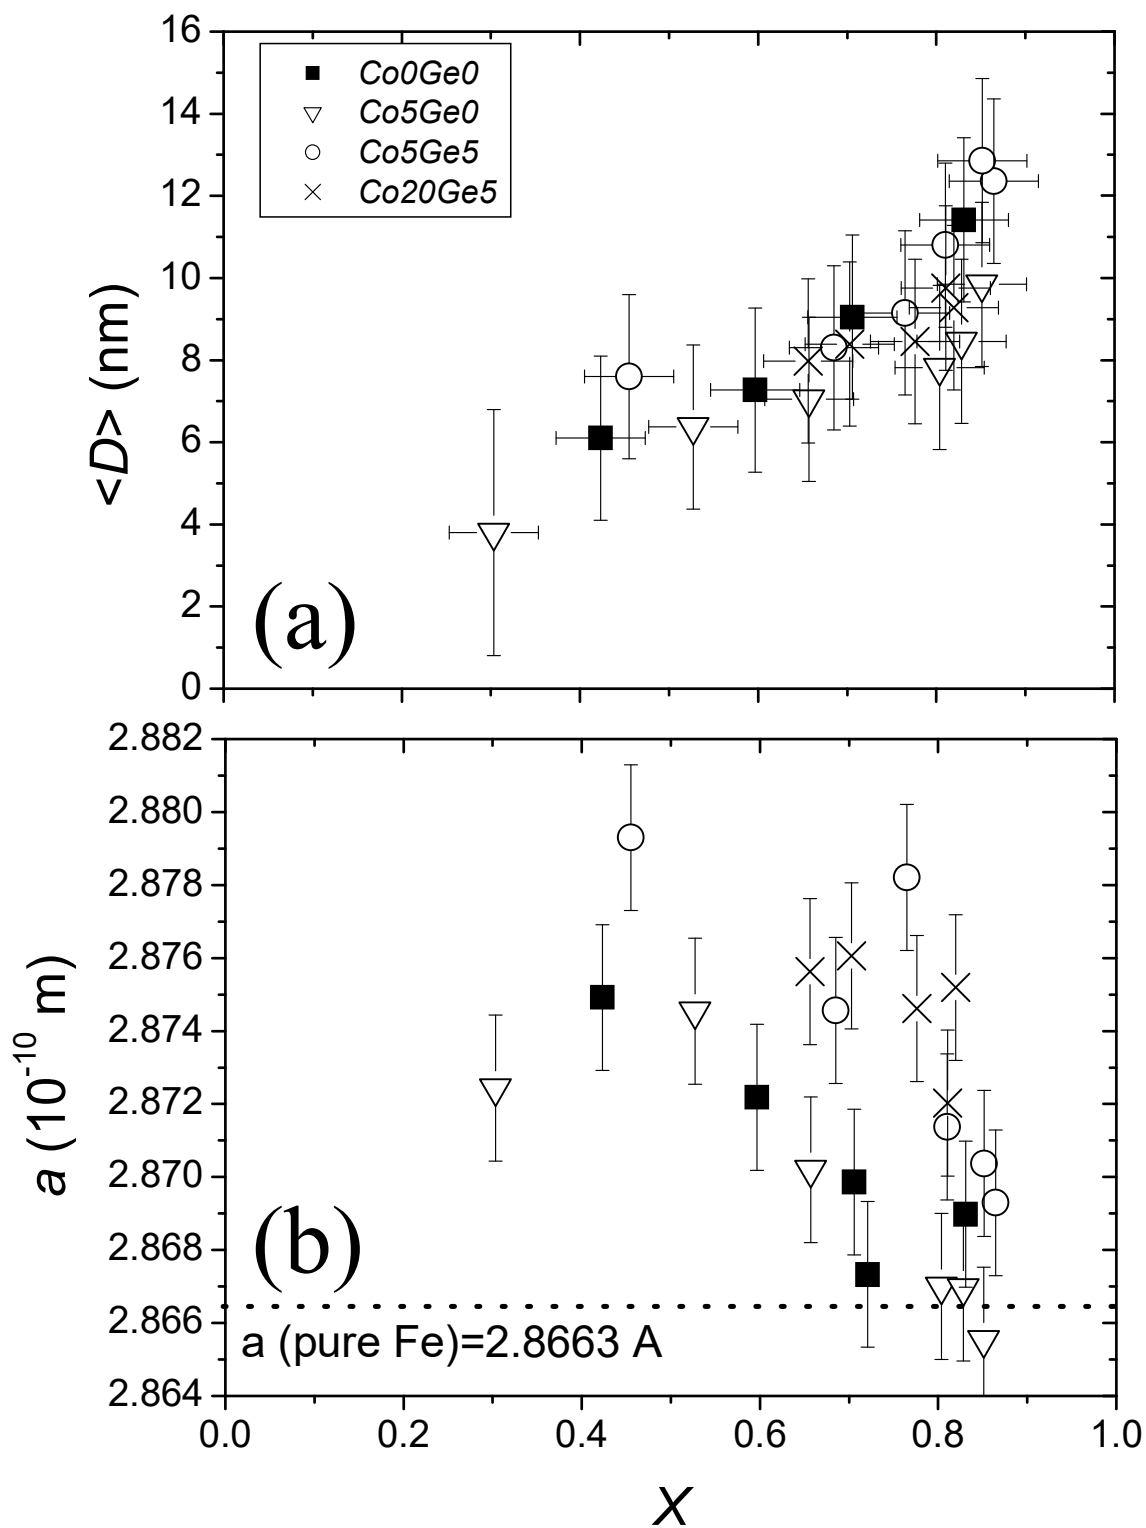 16
14
12
10
8
6
4
2
0
<D> (nm)
Co0Ge0
Co5Ge0
Co5Ge5
Co20Ge5
(a)
2.882
2.880
2.878
2.876
2.874
2.872
2.870
2.868
2.866
2.864
a (10⁻¹⁰ m)
(b)
a (pure Fe)=2.8663 A
0.0 0.2 0.4 0.6 0.8 1.0
X